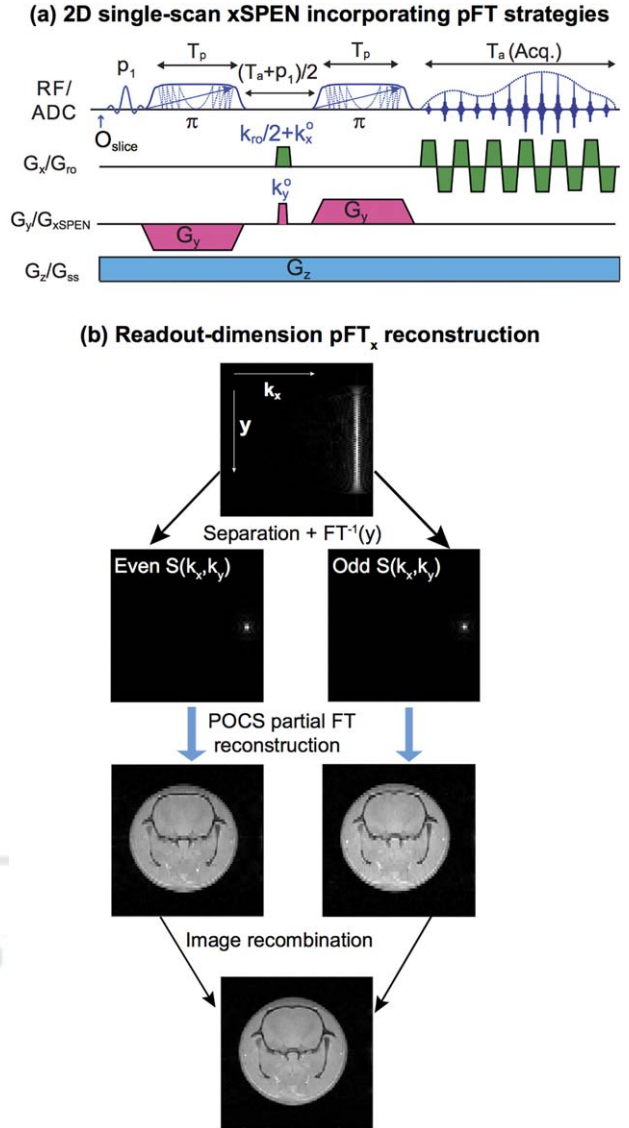 (a) 2D single-scan xSPEN incorporating pFT strategies
p₁ Tₚ (Tₐ+p₁)/2 Tₚ Tₐ (Acq.)
RF/
ADC
π π
Oslice
kᵣₒ/2+kₓᵒ
Gₓ/Gᵣₒ
kyᵒ
Gy/GxSPEN Gy Gy
Gz/Gss Gz
(b) Readout-dimension pFTₓ reconstruction
kₓ
y
Separation + FT⁻¹(y)
Even S(kₓ,ky) Odd S(kₓ,ky)
POCS partial FT
reconstruction
Image recombination